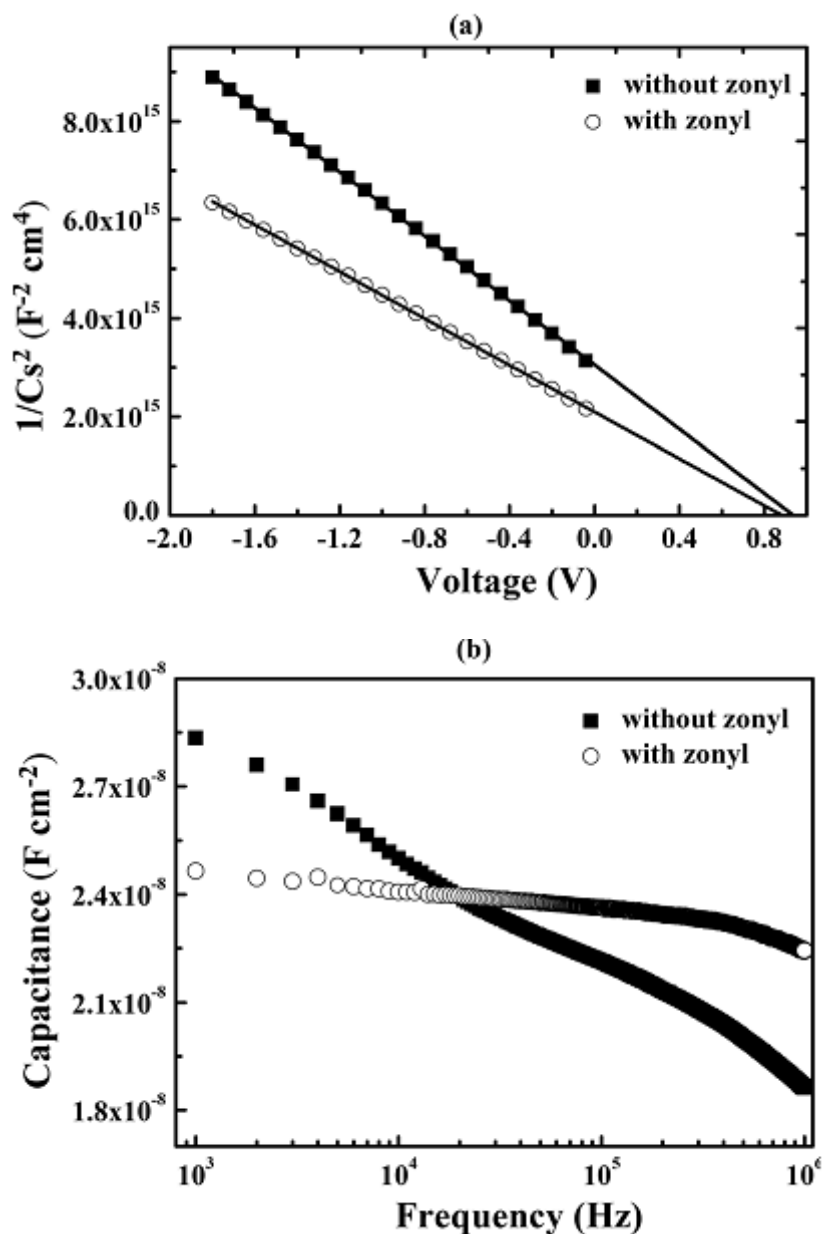 (a)
without zonyl
with zonyl
8.0x10¹⁵
6.0x10¹⁵
4.0x10¹⁵
2.0x10¹⁵
0.0
1/Cs² (F⁻² cm⁴)
-2.0 -1.6 -1.2 -0.8 -0.4 0.0 0.4 0.8
Voltage (V)
(b)
without zonyl
with zonyl
3.0x10⁻⁸
2.7x10⁻⁸
2.4x10⁻⁸
2.1x10⁻⁸
1.8x10⁻⁸
Capacitance (F cm⁻²)
10³ 10⁴ 10⁵ 10⁶
Frequency (Hz)